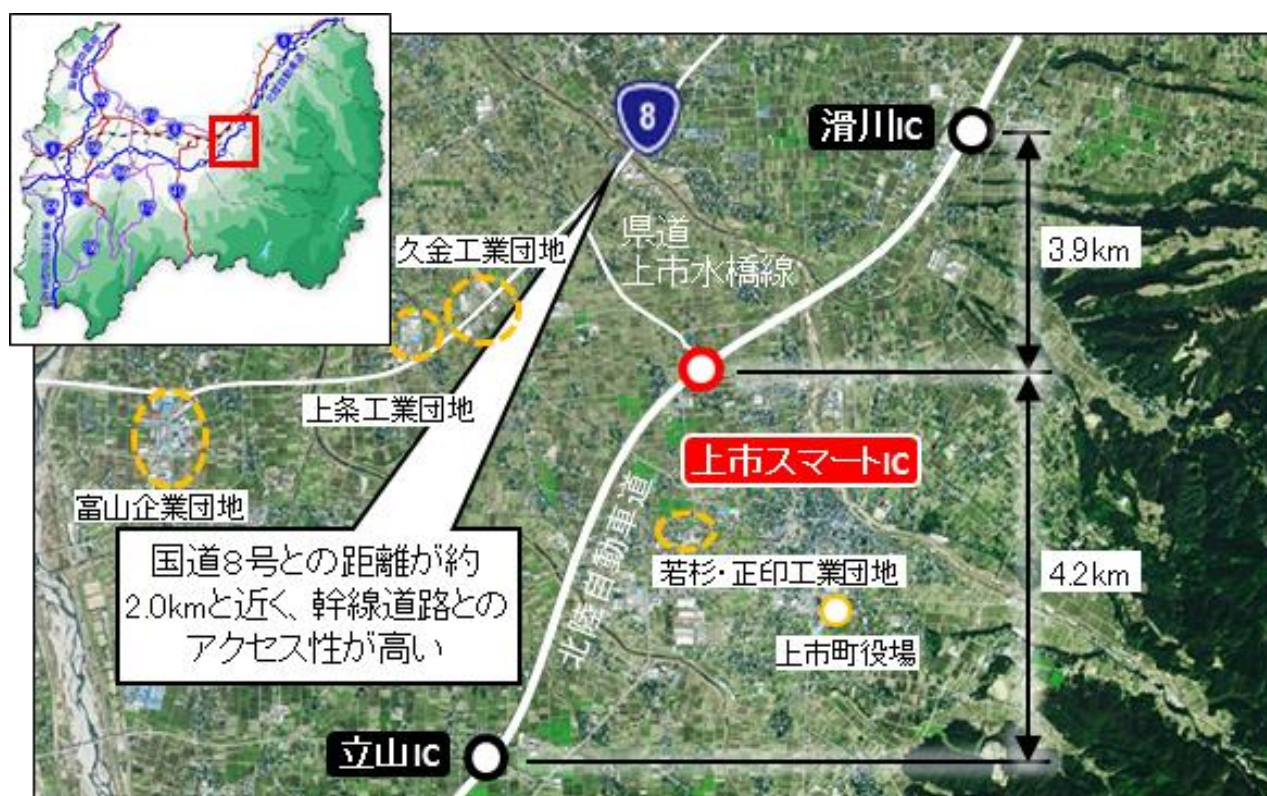 8
滑川IC
県道
上市水橋線
久金工業団地
3.9km
上条工業団地
上市スマートIC
富山企業団地
国道8号との距離が約
2.0kmと近く、幹線道路との
アクセス性が高い
北陸自動車道
若杉・正印工業団地
4.2km
上市町役場
立山IC